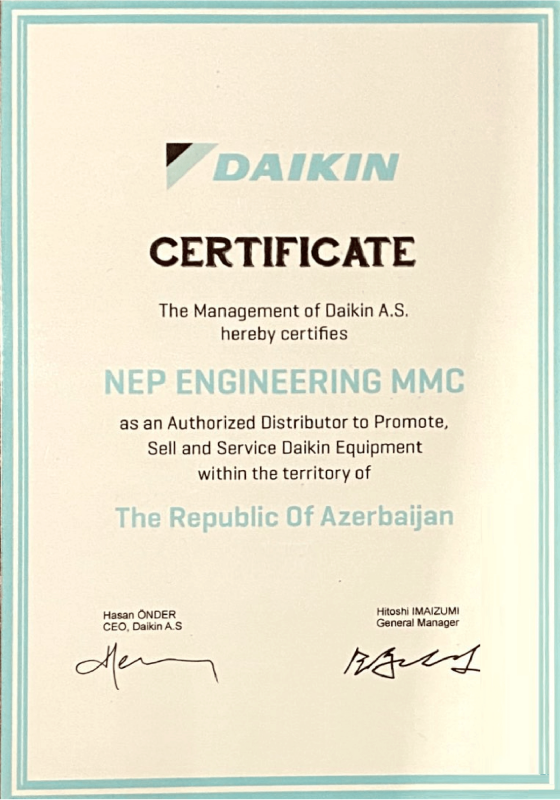 DAIKIN
CERTIFICATE
The Management of Daikin A.S.
hereby certifies
NEP ENGINEERING MMC
as an Authorized Distributor to Promote,
Sell and Service Daikin Equipment
within the territory of
The Republic Of Azerbaijan
Hasan ÖNDER
CEO, Daikin A.S
Hitoshi IMAIZUMI
General Manager